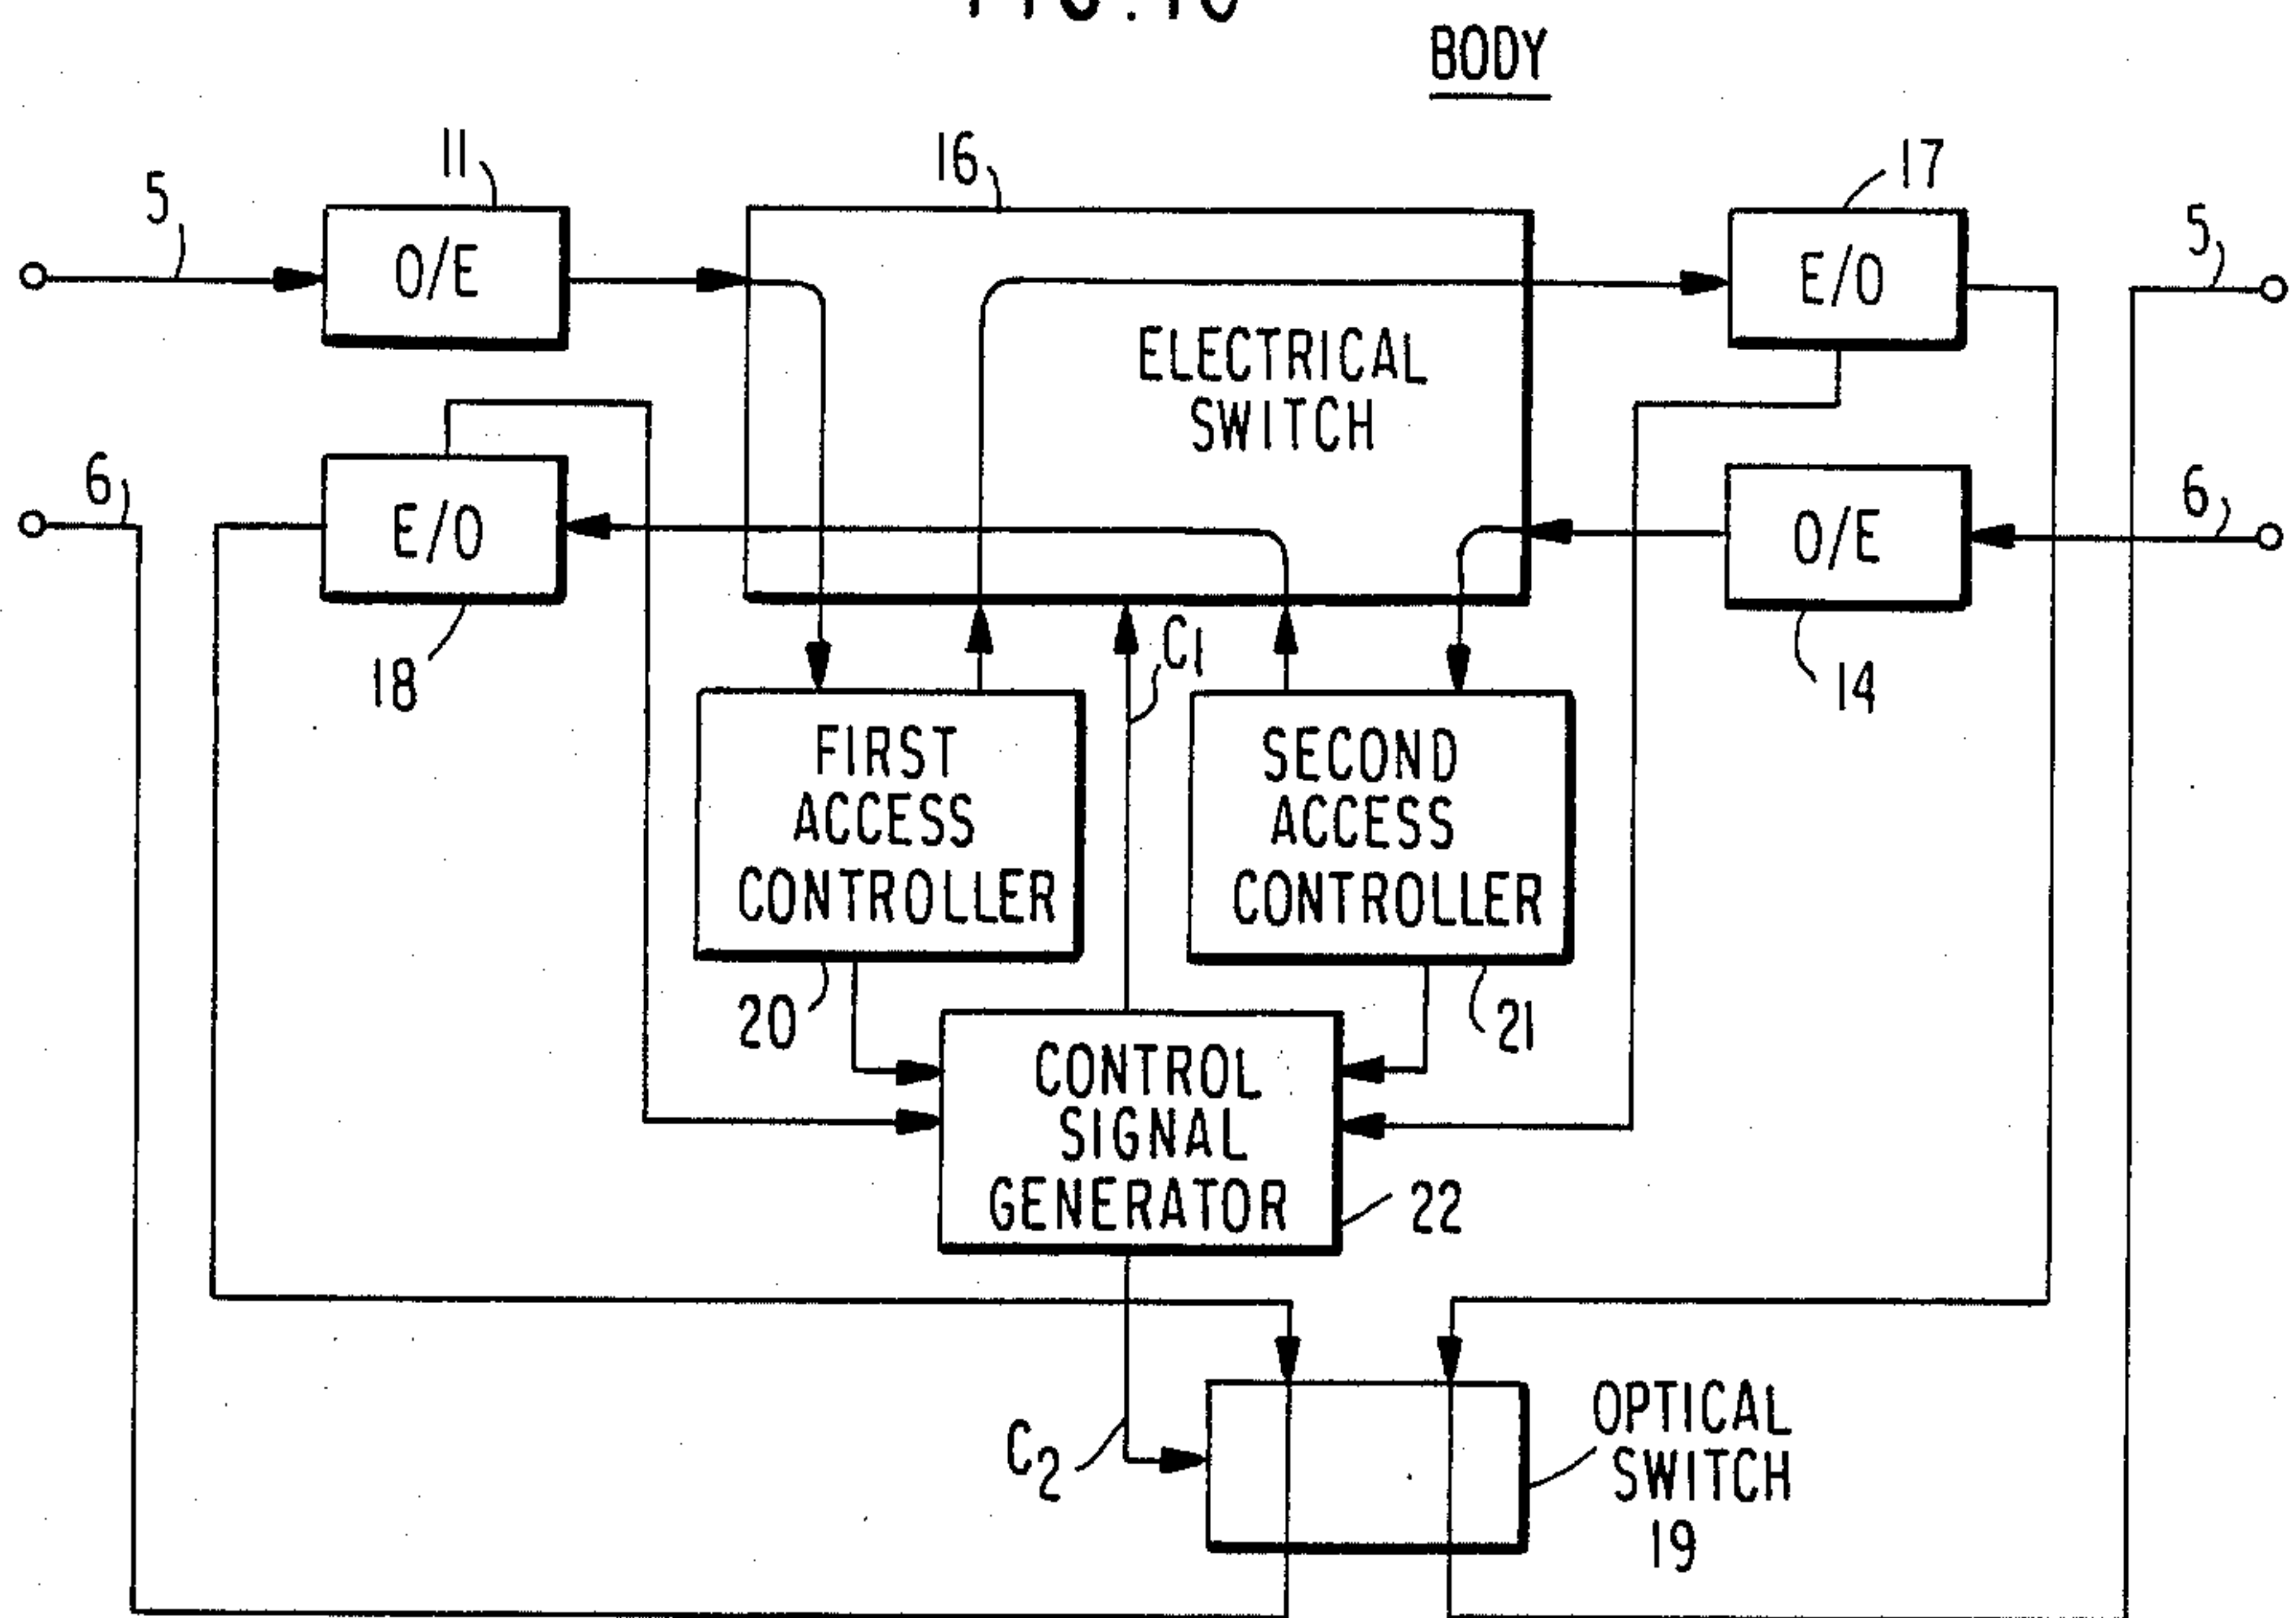 BODY
11
16
17
5
5
O/E
E/O
ELECTRICAL
SWITCH
6
6
E/O
O/E
18
C1
14
FIRST
ACCESS
CONTROLLER
SECOND
ACCESS
CONTROLLER
20
21
CONTROL
SIGNAL
GENERATOR
22
C2
OPTICAL
SWITCH
19